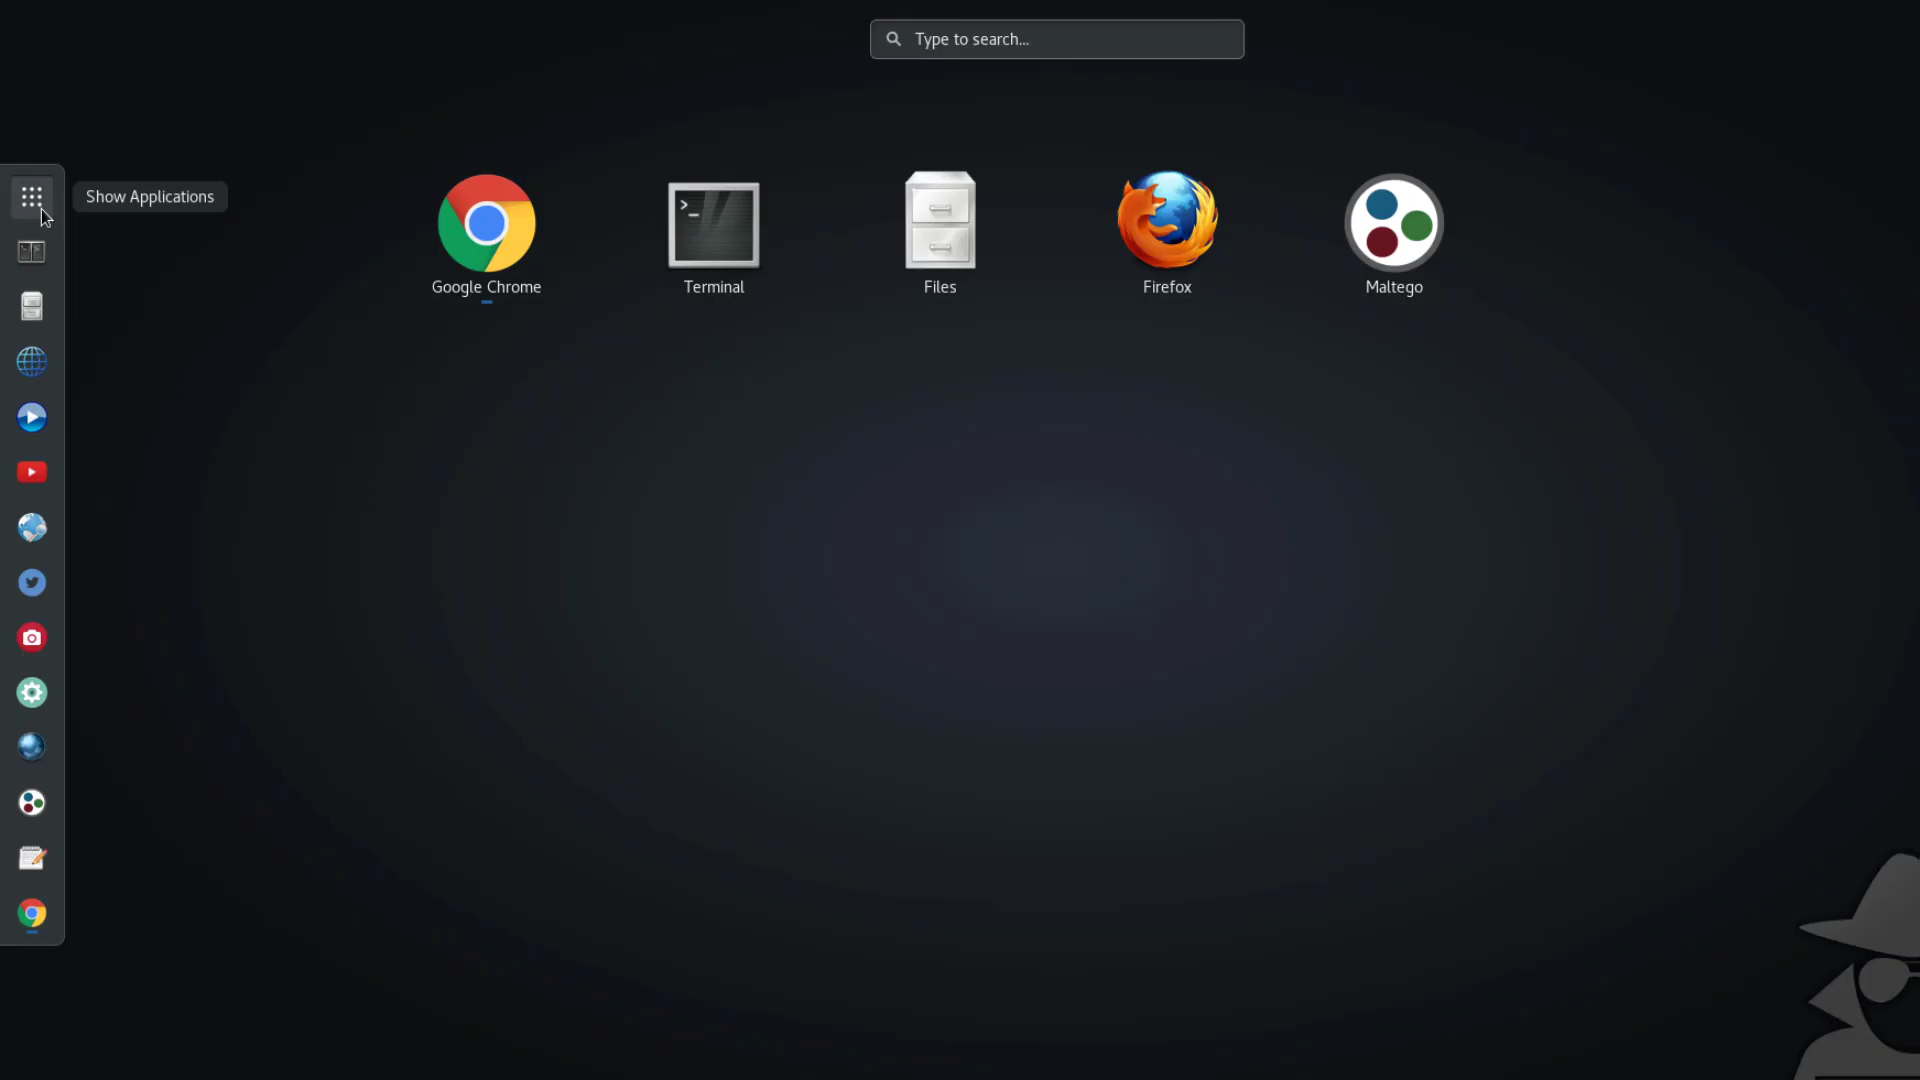 Type to search...
Show Applications
Google Chrome
Terminal
Files
Firefox
Maltego